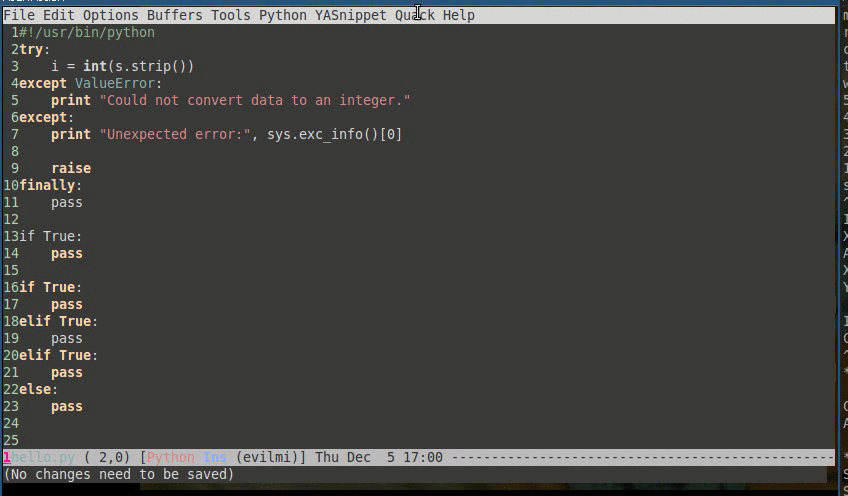 File Edit Options Buffers Tools Python YASnippet Quack Help
1#!/usr/bin/python
2try:
3    i = int(s.strip())
4except ValueError:
5    print "Could not convert data to an integer."
6except:
7    print "Unexpected error:", sys.exc_info()[0]
8
9    raise
10finally:
11    pass
12
13if True:
14    pass
15
16if True:
17    pass
18elif True:
19    pass
20elif True:
21    pass
22else:
23    pass
24
25
1hello.py ( 2,0) [Python Ins (evilmi)] Thu Dec  5 17:00 ------------------------------------------------
(No changes need to be saved)